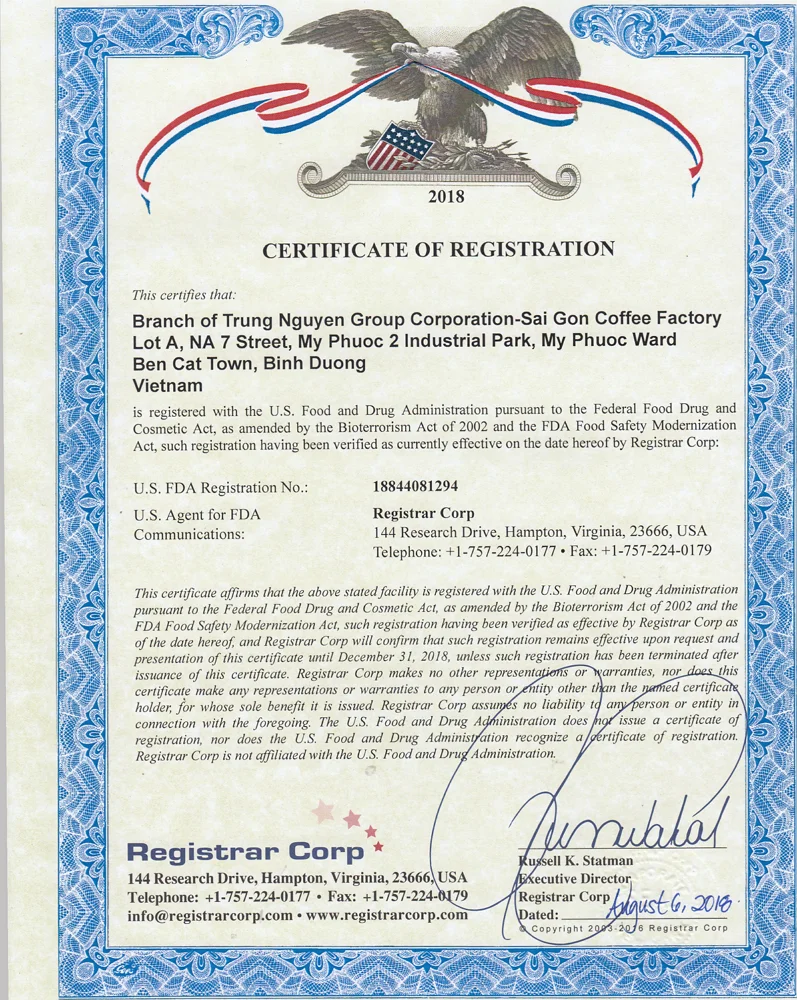 2018
CERTIFICATE OF REGISTRATION
This certifies that:
Branch of Trung Nguyen Group Corporation-Sai Gon Coffee Factory
Lot A, NA 7 Street, My Phuoc 2 Industrial Park, My Phuoc Ward
Ben Cat Town, Binh Duong
Vietnam
is registered with the U.S. Food and Drug Administration pursuant to the Federal Food Drug and
Cosmetic Act, as amended by the Bioterrorism Act of 2002 and the FDA Food Safety Modernization
Act, such registration having been verified as currently effective on the date hereof by Registrar Corp:
U.S. FDA Registration No.: 18844081294
U.S. Agent for FDA Registrar Corp
Communications: 144 Research Drive, Hampton, Virginia, 23666, USA
Telephone: +1-757-224-0177 • Fax: +1-757-224-0179
This certificate affirms that the above stated facility is registered with the U.S. Food and Drug Administration
pursuant to the Federal Food Drug and Cosmetic Act, as amended by the Bioterrorism Act of 2002 and the
FDA Food Safety Modernization Act, such registration having been verified as effective by Registrar Corp as
of the date hereof, and Registrar Corp will confirm that such registration remains effective upon request and
presentation of this certificate until December 31, 2018, unless such registration has been terminated after
issuance of this certificate. Registrar Corp makes no other representations or warranties, nor does this
certificate make any representations or warranties to any person or entity other than the named certificate
holder, for whose sole benefit it is issued. Registrar Corp assumes no liability to any person or entity in
connection with the foregoing. The U.S. Food and Drug Administration does not issue a certificate of
registration, nor does the U.S. Food and Drug Administration recognize a certificate of registration.
Registrar Corp is not affiliated with the U.S. Food and Drug Administration.
Registrar Corp
144 Research Drive, Hampton, Virginia, 23666, USA
Telephone: +1-757-224-0177 • Fax: +1-757-224-0179
info@registrarcorp.com • www.registrarcorp.com
Russell K. Statman
Executive Director
Registrar Corp
Dated: August 6, 2018
© Copyright 2003-2016 Registrar Corp